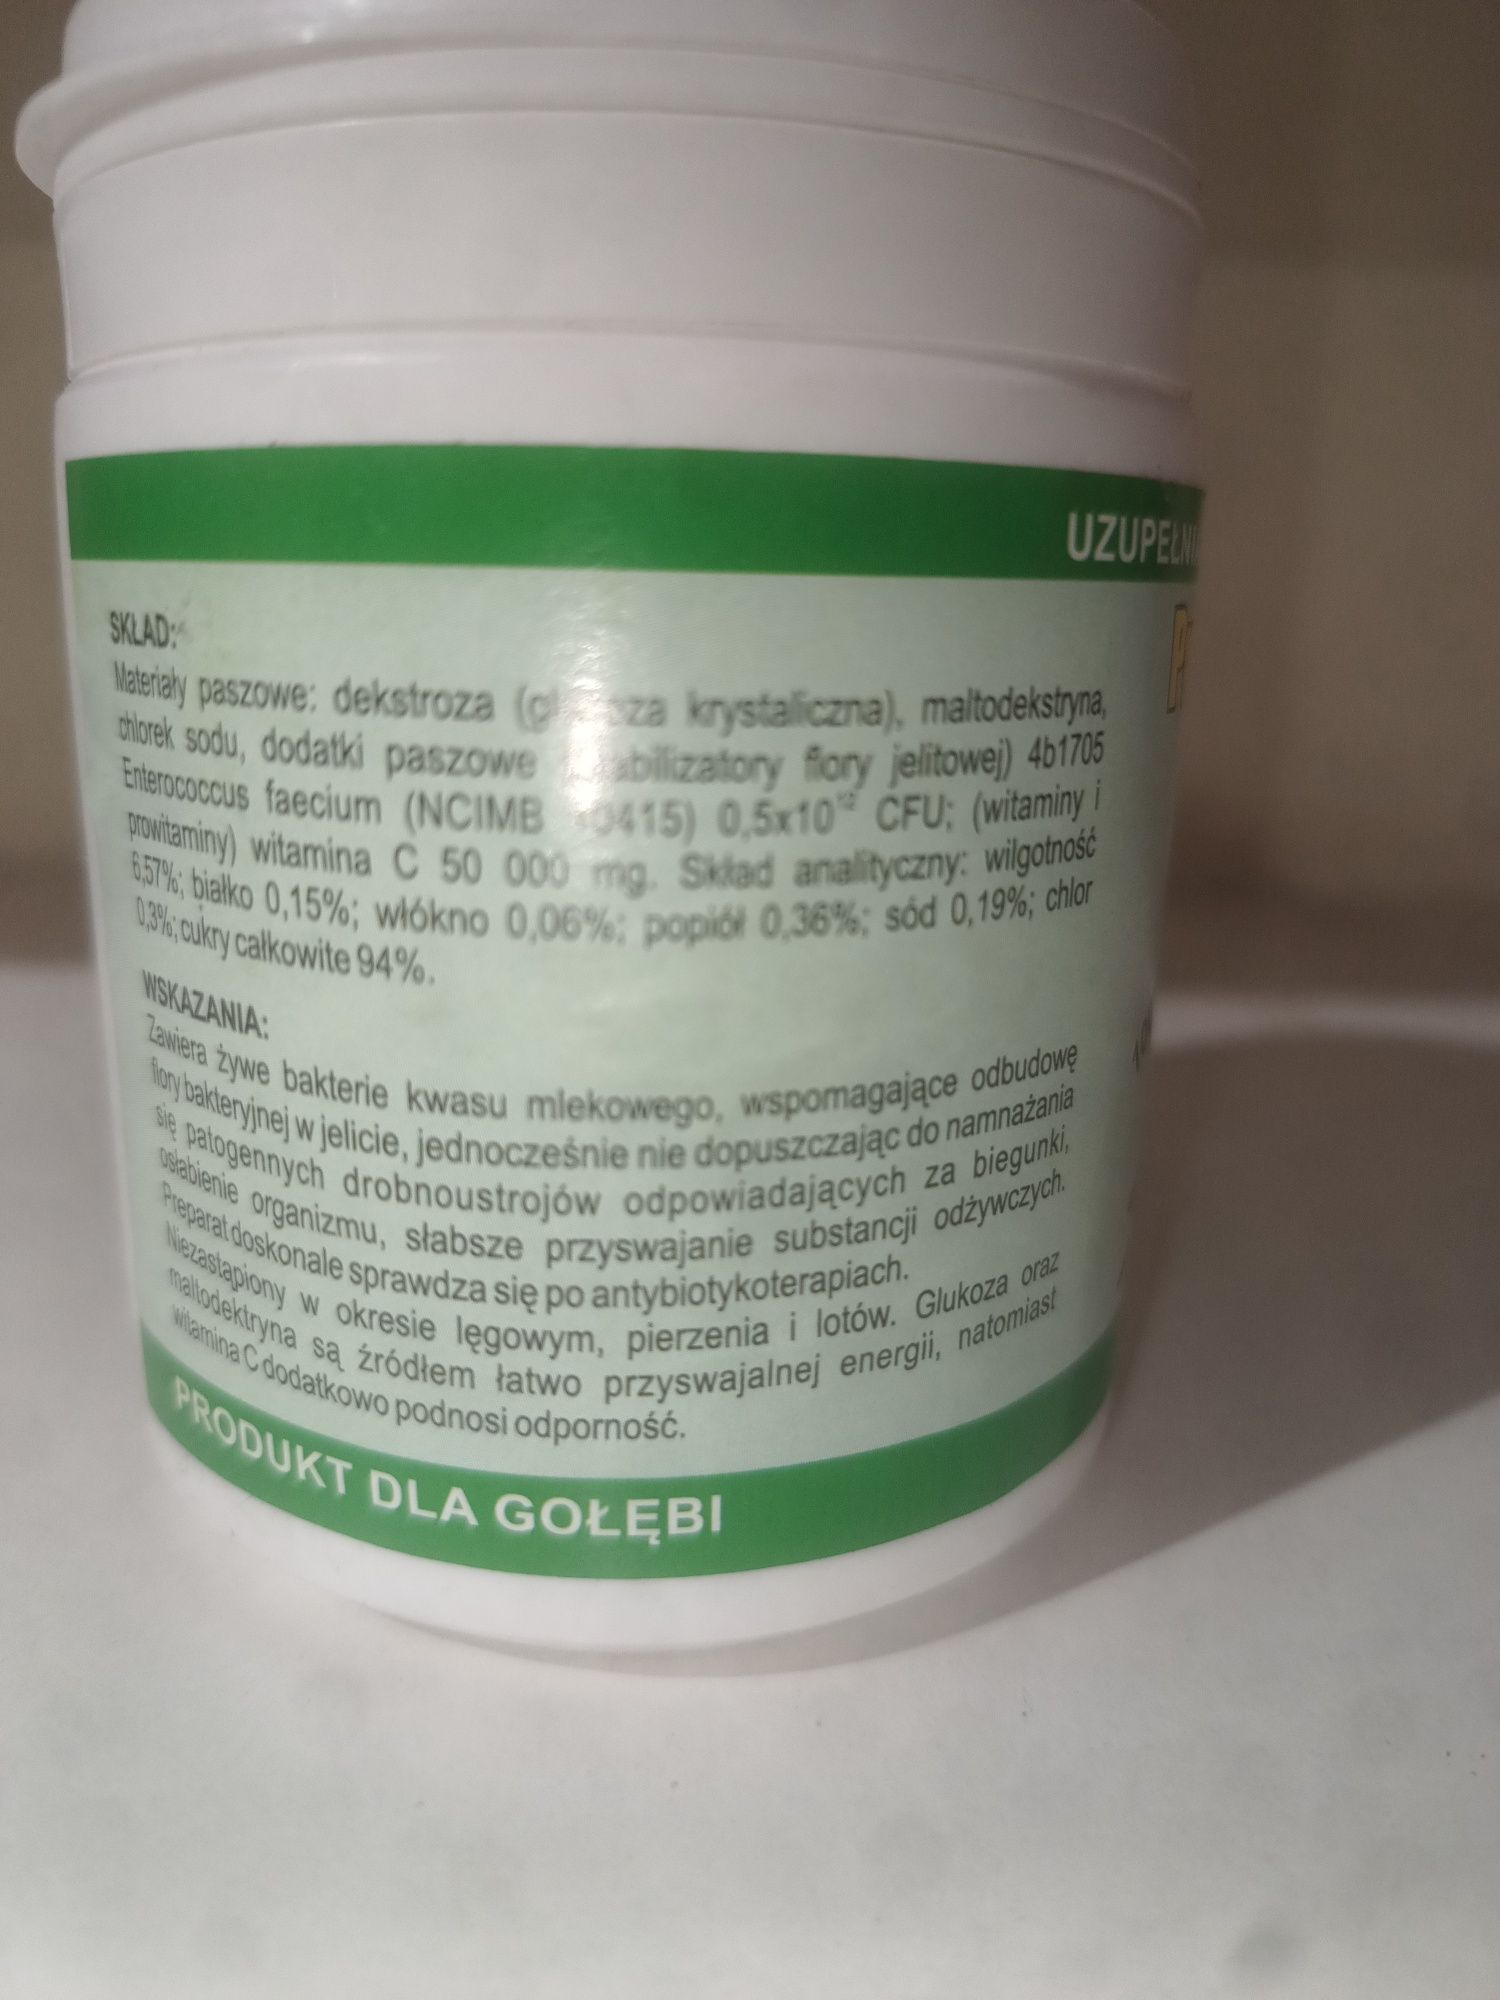 UZUPEŁNI
SKŁAD:
Materiały paszowe: dekstroza krystaliczna), maltodekstryna,
chlorek sodu, dodatki paszowe flory jelitowej) 4b1705
Enterococcus faecium (NCIMB 0,5x10¹² CFU; (witaminy i
prowitaminy) witamina C 50 000 mg. Skład analityczny: wilgotność
6,57%; białko 0,15%; włókno 0,06%; popiół 0,36%; sód 0,19%; chlor
0,3%; cukry całkowite 94%.
WSKAZANIA:
Zawiera żywe bakterie kwasu mlekowego, wspomagające odbudowę
flory bakteryjnej w jelicie, jednocześnie nie dopuszczając do namnażania
się patogennych drobnoustrojów odpowiadających za biegunki,
osłabienie organizmu, słabsze przyswajanie substancji odżywczych.
Preparat doskonale sprawdza się po antybiotykoterapiach.
Niezastąpiony w okresie lęgowym, pierzenia i lotów. Glukoza oraz
maltodektryna są źródłem łatwo przyswajalnej energii, natomiast
witamina C dodatkowo podnosi odporność.
PRODUKT DLA GOŁĘBI